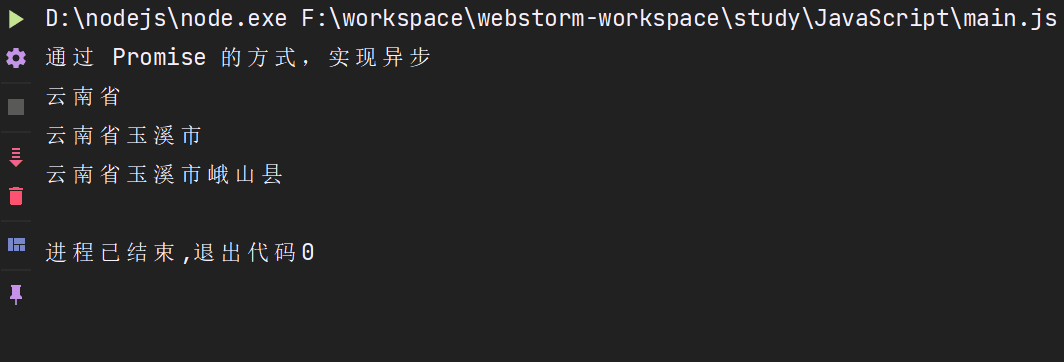 D:\nodejs\node.exe F:\workspace\webstorm-workspace\study\JavaScript\main.js
通过 Promise 的方式，实现异步
云南省
云南省玉溪市
云南省玉溪市峨山县
进程已结束,退出代码0